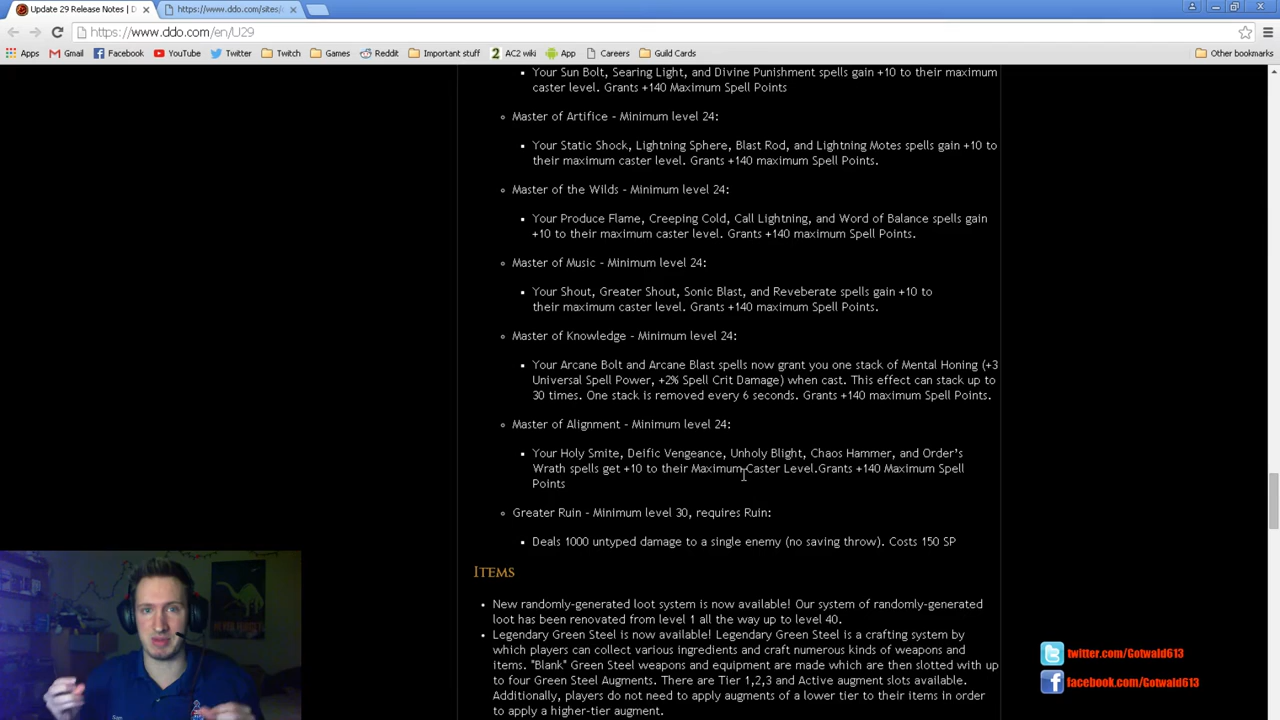 Update 29 Release Notes | D
https://www.ddo.com/sites/
https://www.ddo.com/en/U29
Apps Gmail Facebook YouTube Twitter Twitch Games Reddit Important stuff AC2 wiki App Careers Guild Cards Other bookmarks
Your Sun Bolt, Searing Light, and Divine Punishment spells gain +10 to their maximum
caster level. Grants +140 Maximum Spell Points
Master of Artifice - Minimum level 24:
Your Static Shock, Lightning Sphere, Blast Rod, and Lightning Motes spells gain +10 to
their maximum caster level. Grants +140 maximum Spell Points.
Master of the Wilds - Minimum level 24:
Your Produce Flame, Creeping Cold, Call Lightning, and Word of Balance spells gain
+10 to their maximum caster level. Grants +140 maximum Spell Points.
Master of Music - Minimum level 24:
Your Shout, Greater Shout, Sonic Blast, and Reveberate spells gain +10 to
their maximum caster level. Grants +140 maximum Spell Points.
Master of Knowledge - Minimum level 24:
Your Arcane Bolt and Arcane Blast spells now grant you one stack of Mental Honing (+3
Universal Spell Power, +2% Spell Crit Damage) when cast. This effect can stack up to
30 times. One stack is removed every 6 seconds. Grants +140 maximum Spell Points.
Master of Alignment - Minimum level 24:
Your Holy Smite, Deific Vengeance, Unholy Blight, Chaos Hammer, and Order's
Wrath spells get +10 to their Maximum Caster Level.Grants +140 Maximum Spell
Points
Greater Ruin - Minimum level 30, requires Ruin:
Deals 1000 untyped damage to a single enemy (no saving throw). Costs 150 SP
Items
New randomly-generated loot system is now available! Our system of randomly-generated
loot has been renovated from level 1 all the way up to level 40.
Legendary Green Steel is now available! Legendary Green Steel is a crafting system by
which players can collect various ingredients and craft numerous kinds of weapons and
items. "Blank" Green Steel weapons and equipment are made which are then slotted with up
to four Green Steel Augments. There are Tier 1,2,3 and Active augment slots available.
Additionally, players do not need to apply augments of a lower tier to their items in order
to apply a higher-tier augment.
twitter.com/Gotwald613
facebook.com/Gotwald613